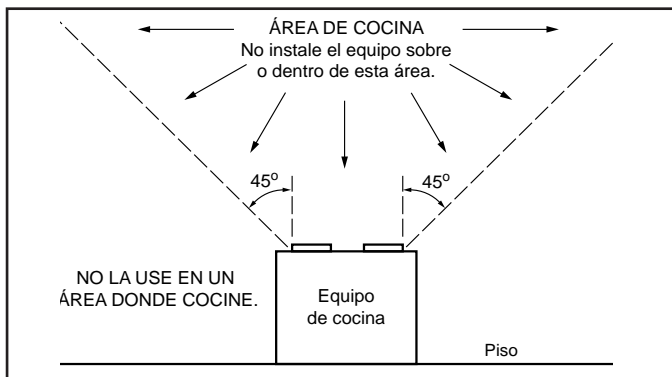 ÁREA DE COCINA
No instale el equipo sobre
o dentro de esta área.
45º
45º
NO LA USE EN UN
ÁREA DONDE COCINE.
Equipo
de cocina
Piso